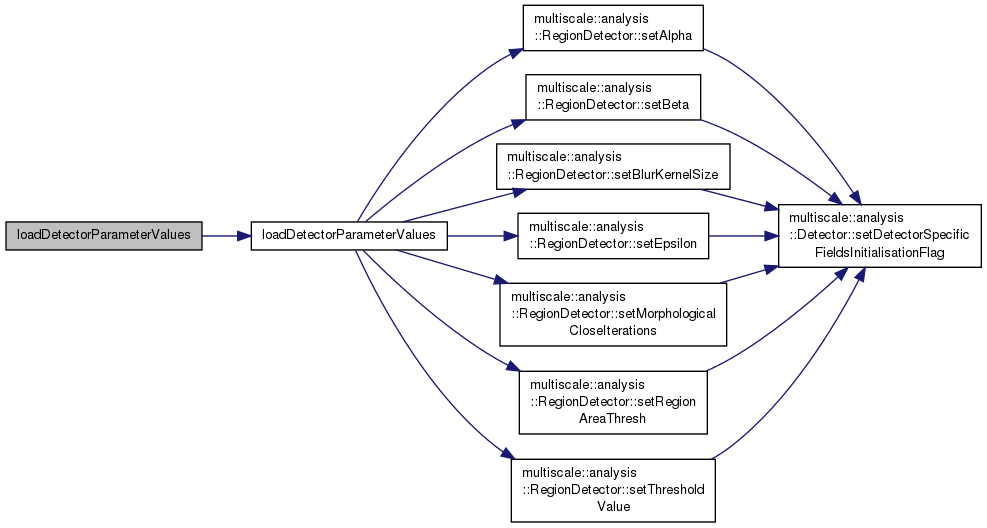 loadDetectorParameterValues
loadDetectorParameterValues
multiscale::analysis
::RegionDetector::setAlpha
multiscale::analysis
::RegionDetector::setBeta
multiscale::analysis
::RegionDetector::setBlurKernelSize
multiscale::analysis
::RegionDetector::setEpsilon
multiscale::analysis
::RegionDetector::setMorphological
CloseIterations
multiscale::analysis
::RegionDetector::setRegion
AreaThresh
multiscale::analysis
::RegionDetector::setThreshold
Value
multiscale::analysis
::Detector::setDetectorSpecific
FieldsInitialisationFlag